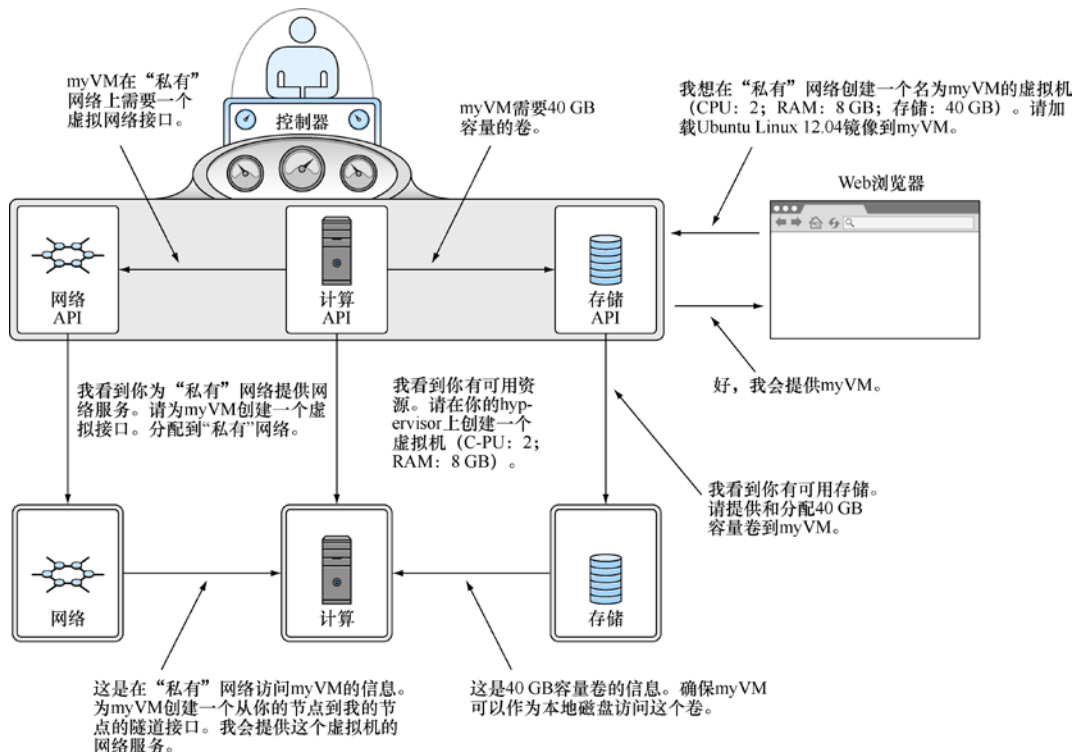 myVM在“私有”
网络上需要一个
虚拟网络接口。
控制器
myVM需要40 GB
容量的卷。
我想在“私有”网络创建一个名为myVM的虚拟机
（CPU：2；RAM：8 GB；存储：40 GB）。请加
载Ubuntu Linux 12.04镜像到myVM。
Web浏览器
网络
API
计算
API
存储
API
好，我会提供myVM。
我看到你为“私有”网络提供网
络服务。请为myVM创建一个虚
拟接口。分配到“私有”网络。
我看到你有可用资
源。请在你的hyp-
ervisor上创建一个
虚拟机（C-PU：2；
RAM：8 GB）。
我看到你有可用存储。
请提供和分配40 GB
容量卷到myVM。
网络
计算
存储
这是在“私有”网络访问myVM的信息。
为myVM创建一个从你的节点到我的节
点的隧道接口。我会提供这个虚拟机的
网络服务。
这是40 GB容量卷的信息。确保myVM
可以作为本地磁盘访问这个卷。